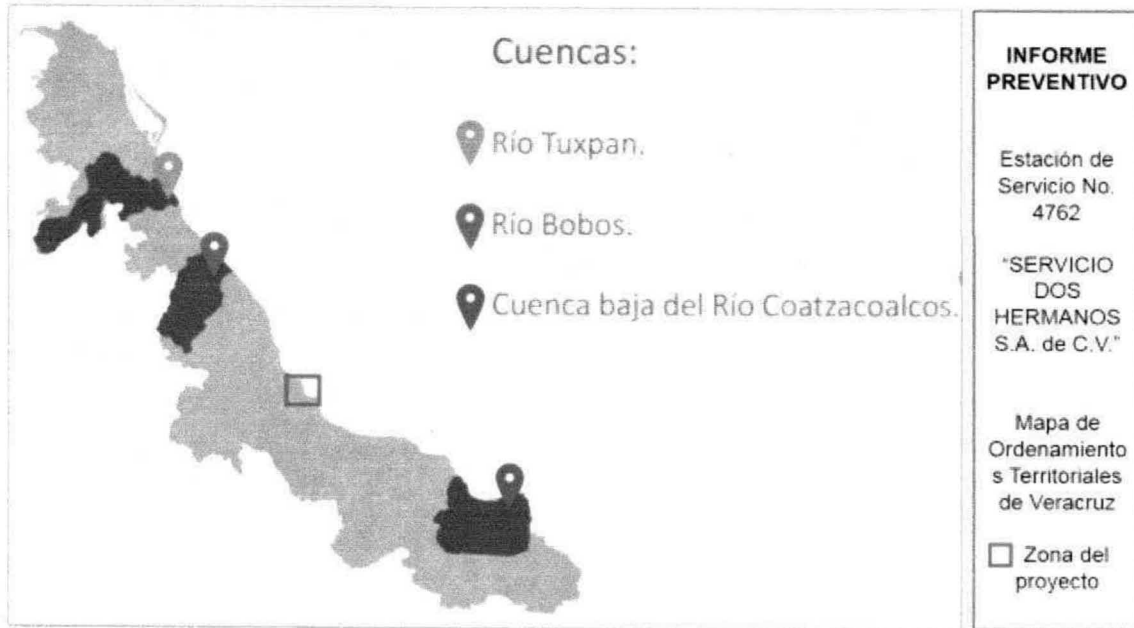 Cuencas:
Río Tuxpan.
Río Bobos.
Cuenca baja del Río Coatzacoalcos.
INFORME
PREVENTIVO
Estación de
Servicio No.
4762
"SERVICIO
DOS
HERMANOS
S.A. de C.V."
Mapa de
Ordenamiento
s Territoriales
de Veracruz
Zona del
proyecto